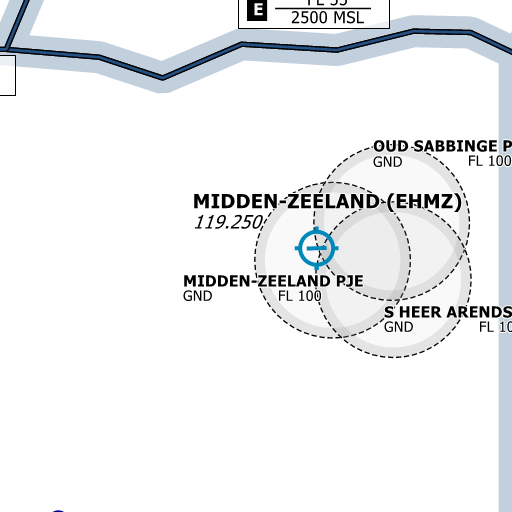 E
2500 MSL
OUD SABBINGE P
GND FL 100
MIDDEN-ZEELAND (EHMZ)
119.250
MIDDEN-ZEELAND PJE
GND FL 100
S HEER ARENDS
GND FL 10